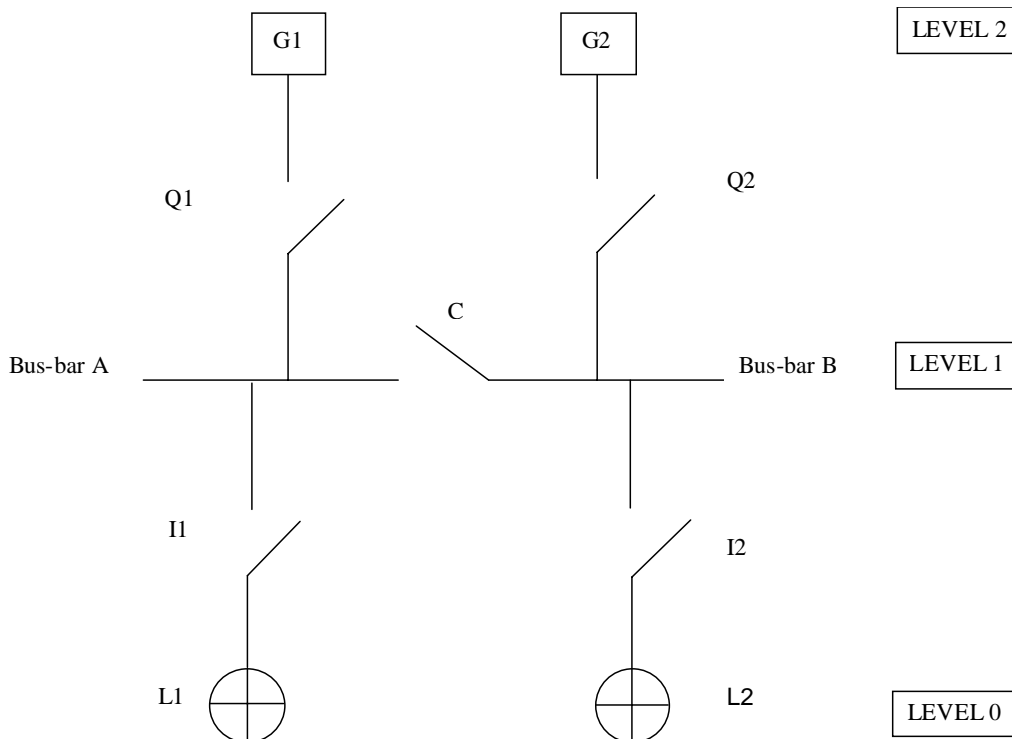 G1
G2
LEVEL 2
Q1
Q2
C
Bus-bar A
Bus-bar B
LEVEL 1
I1
I2
L1
L2
LEVEL 0